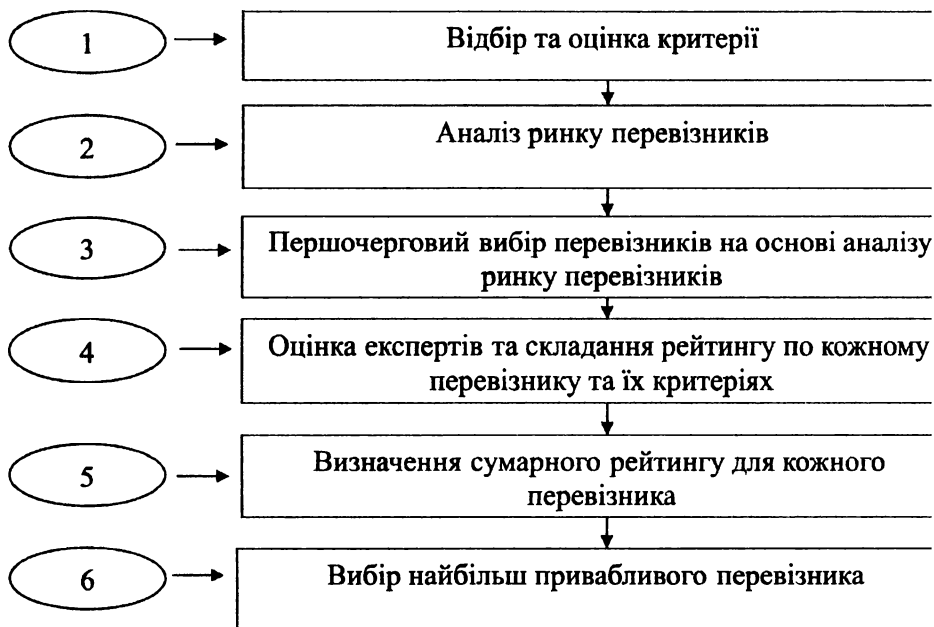 1
Відбір та оцінка критерії
2
Аналіз ринку перевізників
3
Першочерговий вибір перевізників на основі аналізу
ринку перевізників
4
Оцінка експертів та складання рейтингу по кожному
перевізнику та їх критеріях
5
Визначення сумарного рейтингу для кожного
перевізника
6
Вибір найбільш привабливого перевізника